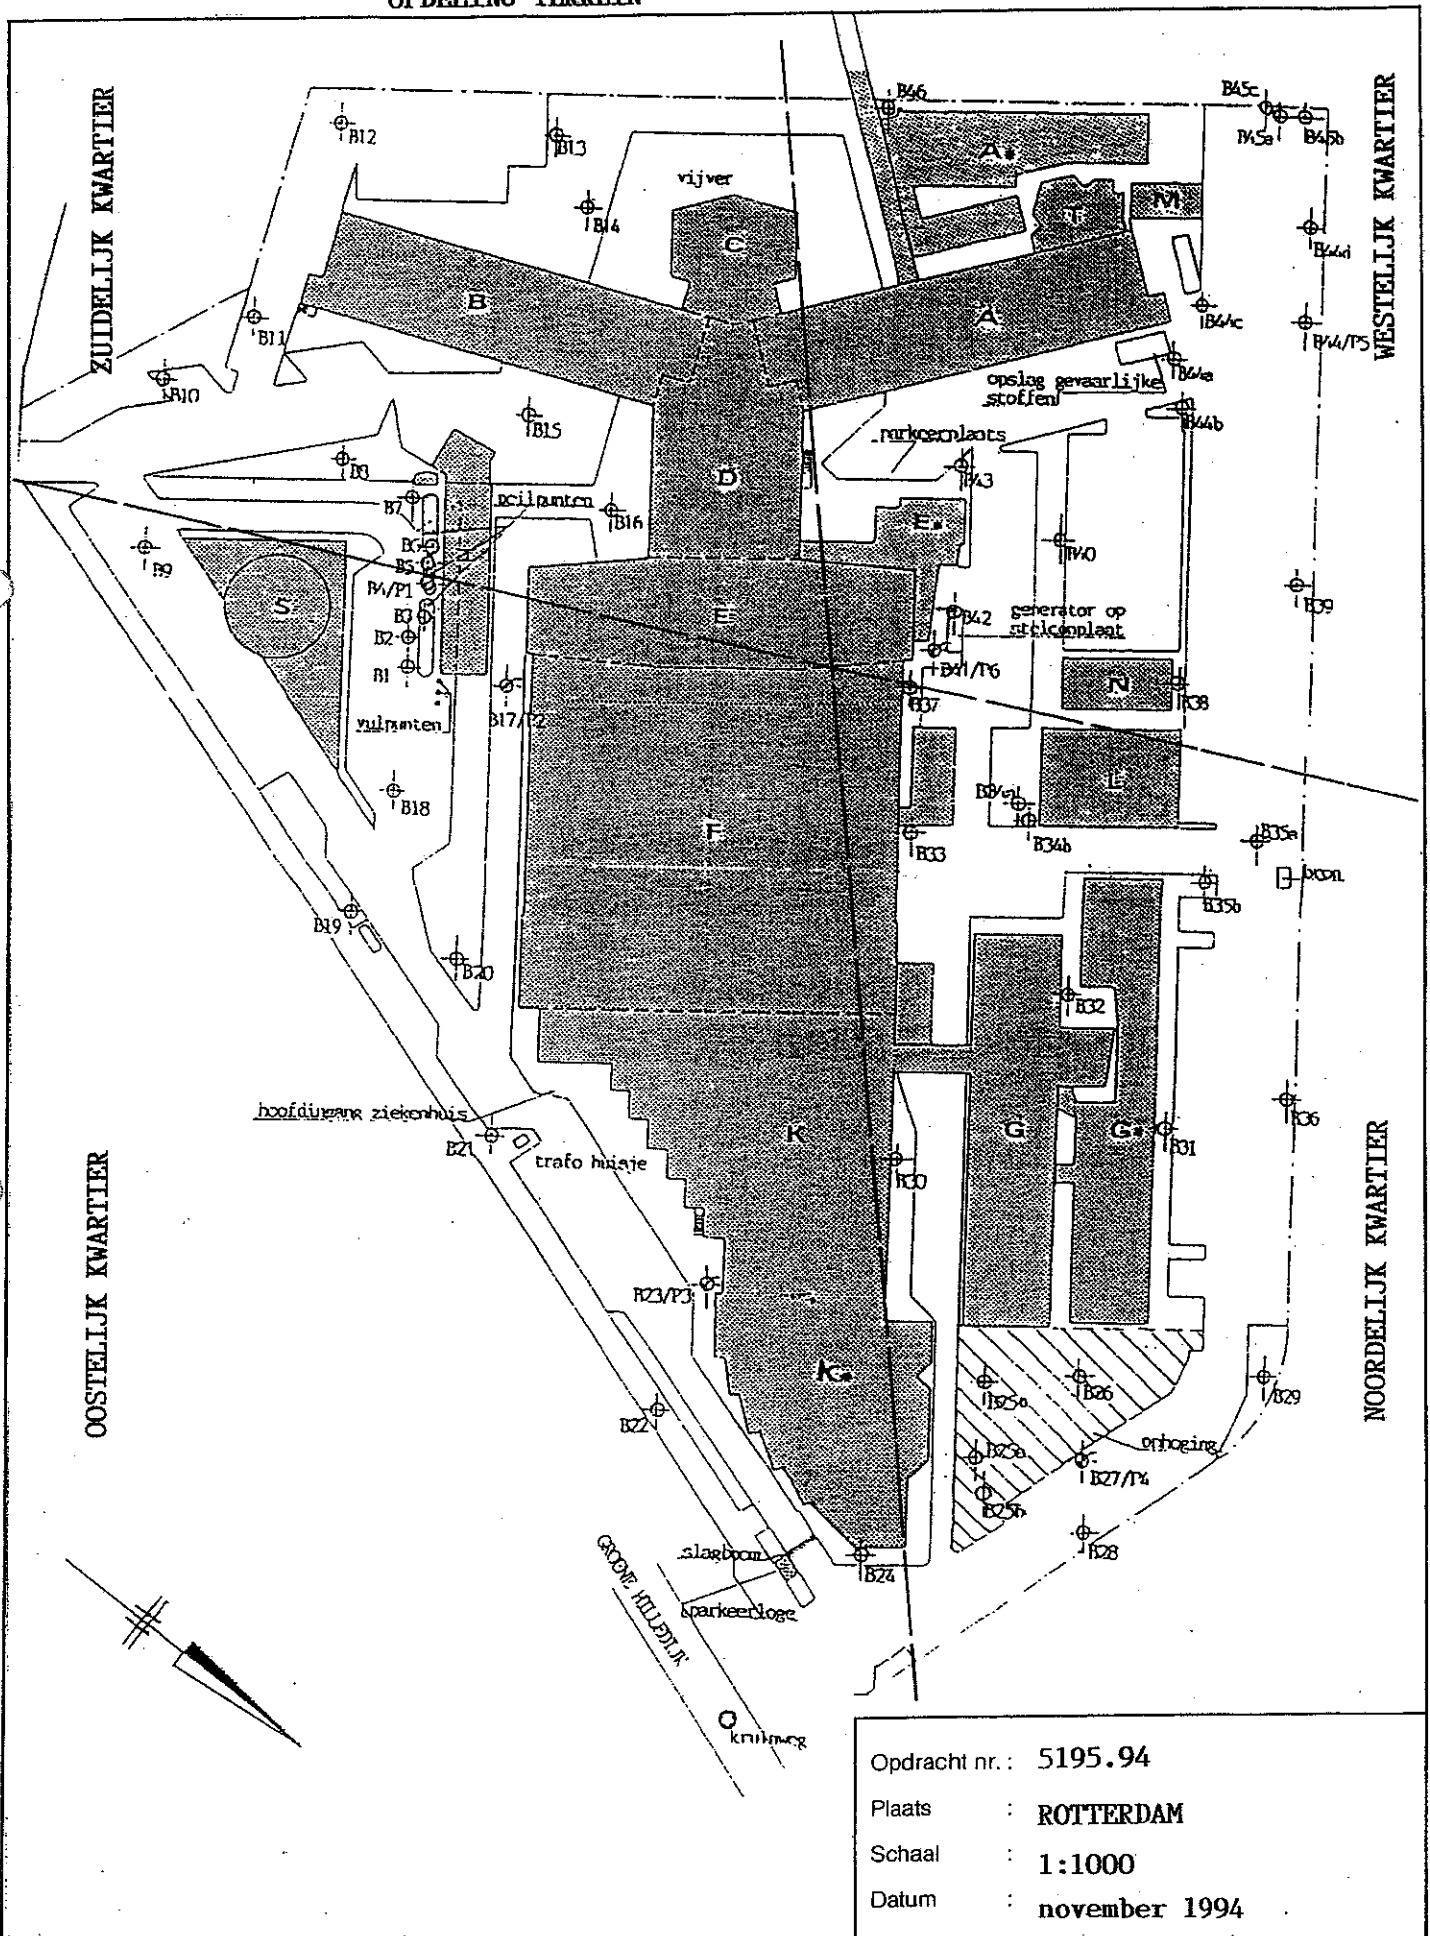 ZUIDELIJK KWARTIER
WESTELIJK KWARTIER
B12
B13
B14
vijver
B46
B45c
B45a
B45b
A.
T
M
C
B
A
B44d
B44c
B44/P5
B44a
B44b
B11
B10
B15
opslag gevaarlijke
stoffen
parkeerplaats
B43
B8
B7
peilpunten
B16
D
E.
B40
B9
B6
B5
B4/P1
B3
B2
B1
S
E
B42
generator op
stelconplaat
B39
B41/P6
B37
N
B38
vulpunten
B17/P2
B18
L
F
B33
B34b
B35a
bron
B35b
B19
B20
B32
B36
hoofdingang ziekenhuis
B21
trafo huisje
K
G
G.
B31
B30
OOSTELIJK KWARTIER
NOORDELIJK KWARTIER
B23/P3
K.
B22
B26
B29
ophoging
B25a
B27/P4
B25b
B28
B24
slagboom
parkeerloge
GROENE HILLEDIJK
kruinweg
Opdracht nr.: 5195.94
Plaats : ROTTERDAM
Schaal : 1:1000
Datum : november 1994